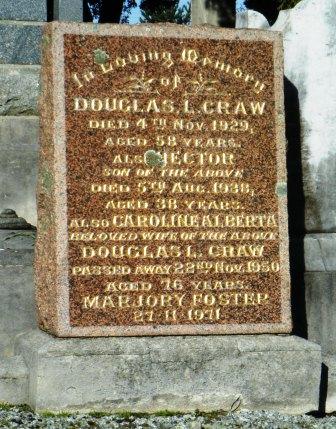 In Loving Memory
of
DOUGLAS. L. CRAW
DIED 4TH NOV. 1929,
AGED 58 YEARS.
ALSO HECTOR
SON OF THE ABOVE
DIED 5TH AUG. 1938,
AGED 38 YEARS.
ALSO CAROLINE ALBERTA
BELOVED WIFE OF THE ABOVE
DOUGLAS L. CRAW
PASSED AWAY 22ND NOV. 1950
AGED 76 YEARS.
MARJORY FOSTER
27·11·1971